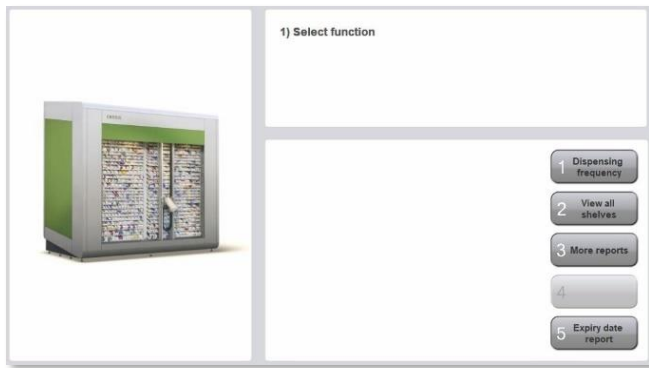 1) Select function
1 Dispensing
frequency
2 View all
shelves
3 More reports
4
5 Expiry date
report